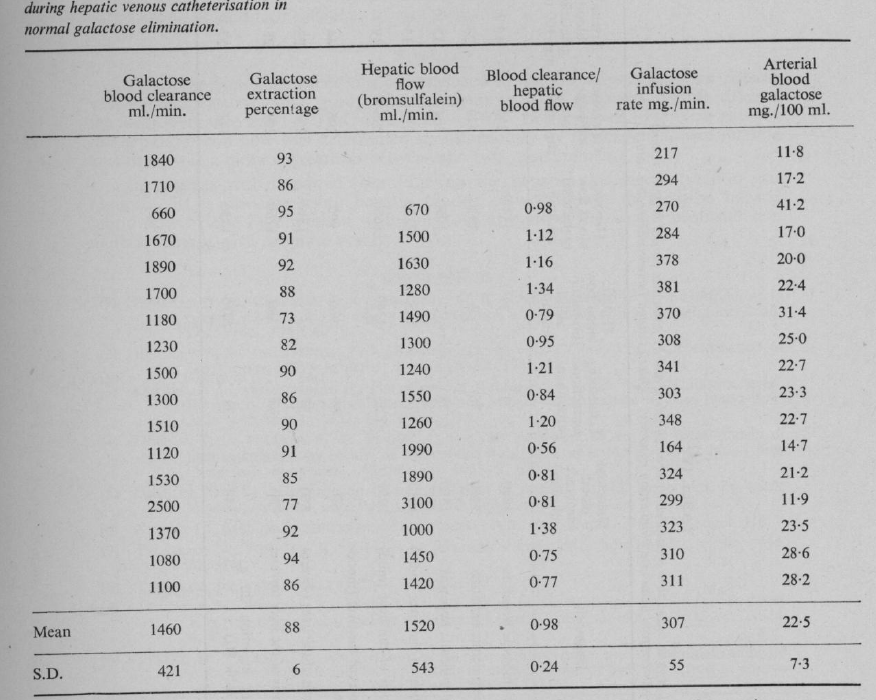 during hepatic venous catheterisation in
normal galactose elimination.
Galactose blood clearance ml./min. Galactose extraction percentage Hepatic blood flow (bromsulfalein) ml./min. Blood clearance/ hepatic blood flow Galactose infusion rate mg./min. Arterial blood galactose mg./100 ml.
1840 93 217 11·8
1710 86 294 17·2
660 95 670 0·98 270 41·2
1670 91 1500 1·12 284 17·0
1890 92 1630 1·16 378 20·0
1700 88 1280 1·34 381 22·4
1180 73 1490 0·79 370 31·4
1230 82 1300 0·95 308 25·0
1500 90 1240 1·21 341 22·7
1300 86 1550 0·84 303 23·3
1510 90 1260 1·20 348 22·7
1120 91 1990 0·56 164 14·7
1530 85 1890 0·81 324 21·2
2500 77 3100 0·81 299 11·9
1370 92 1000 1·38 323 23·5
1080 94 1450 0·75 310 28·6
1100 86 1420 0·77 311 28·2
Mean 1460 88 1520 0·98 307 22·5
S.D. 421 6 543 0·24 55 7·3